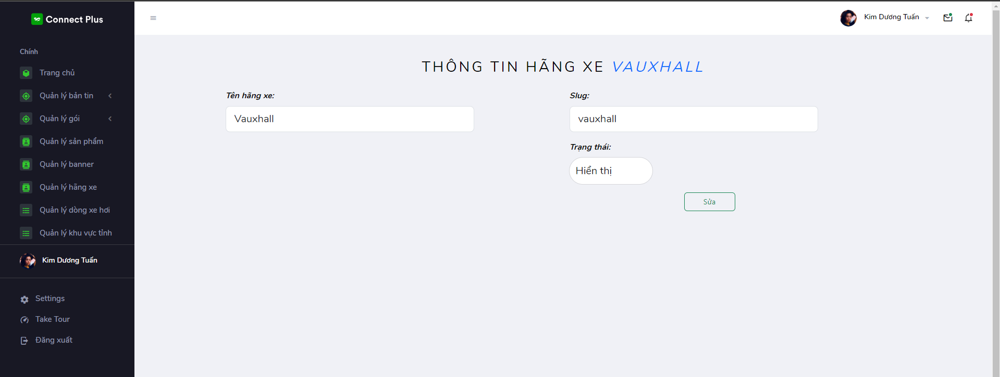 Connect Plus
Kim Dương Tuấn
Chính
Trang chủ
Quản lý bản tin
Quản lý gói
Quản lý sản phẩm
Quản lý banner
Quản lý hãng xe
Quản lý dòng xe hơi
Quản lý khu vực tỉnh
Kim Dương Tuấn
Settings
Take Tour
Đăng xuất
THÔNG TIN HÃNG XE VAUXHALL
Tên hãng xe:
Vauxhall
Slug:
vauxhall
Trạng thái:
Hiển thị
Sửa